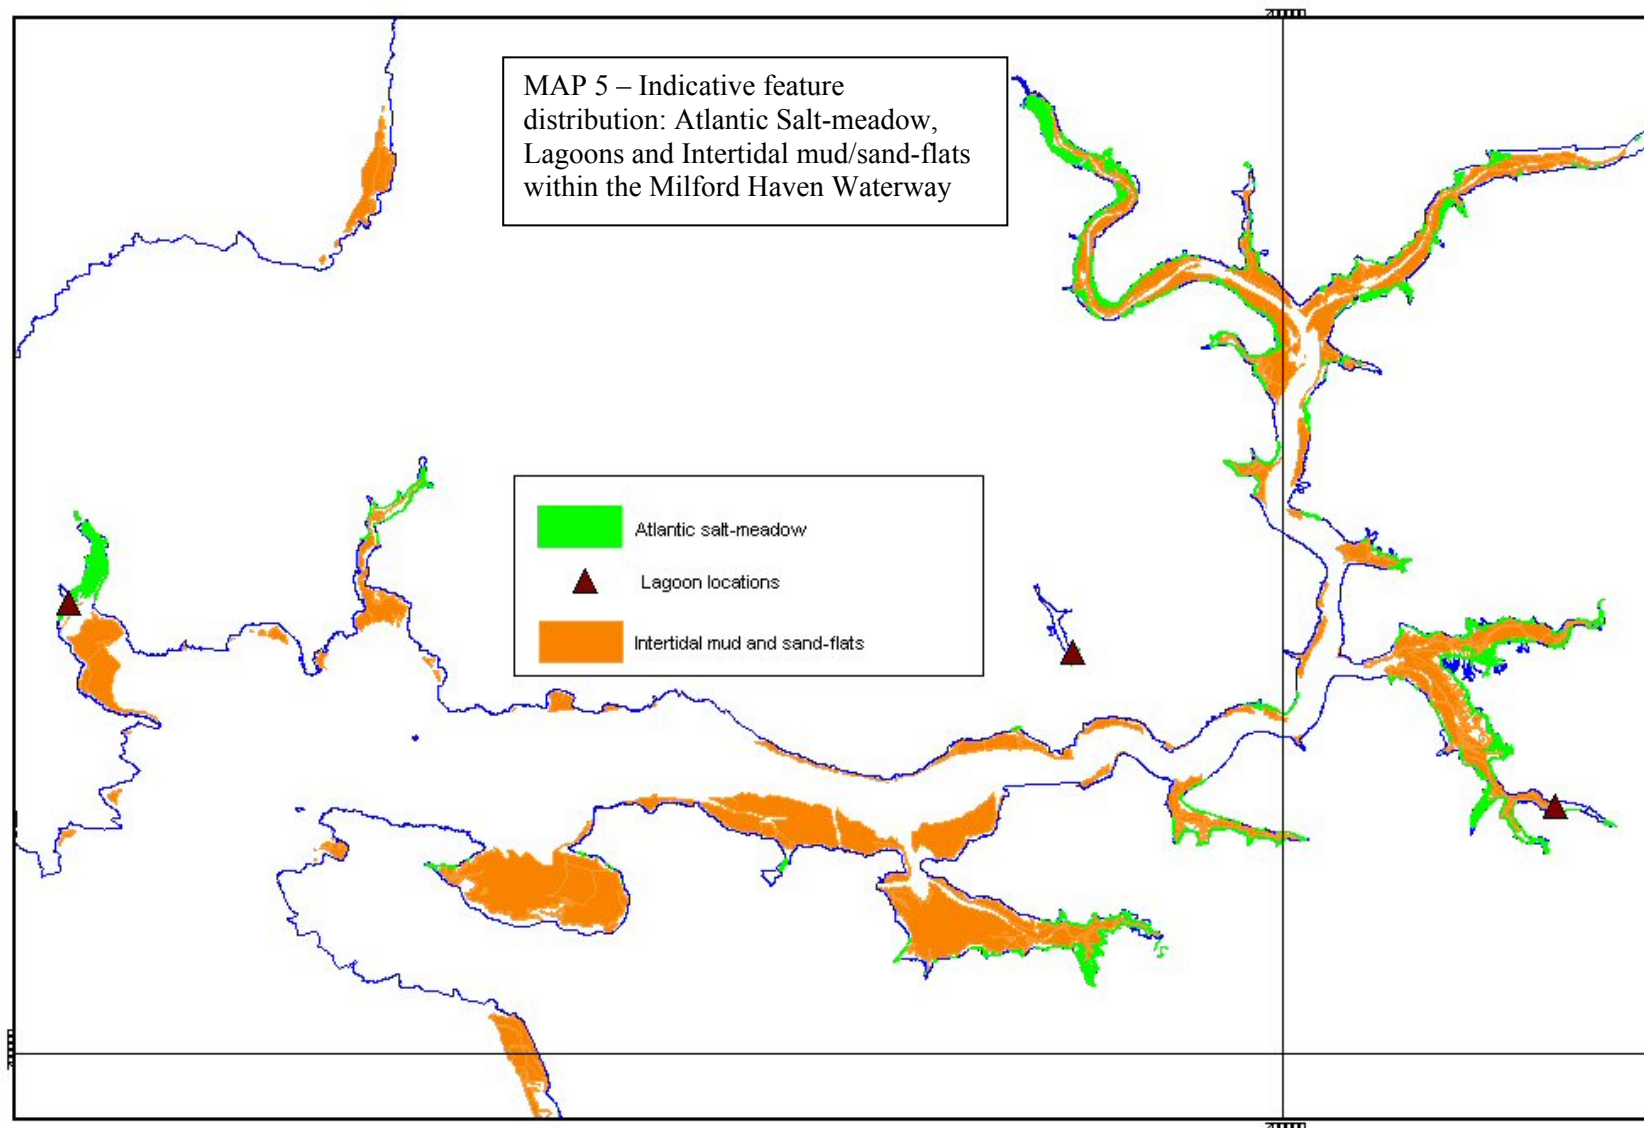 MAP 5 – Indicative feature
distribution: Atlantic Salt-meadow,
Lagoons and Intertidal mud/sand-flats
within the Milford Haven Waterway
Atlantic salt-meadow
Lagoon locations
Intertidal mud and sand-flats